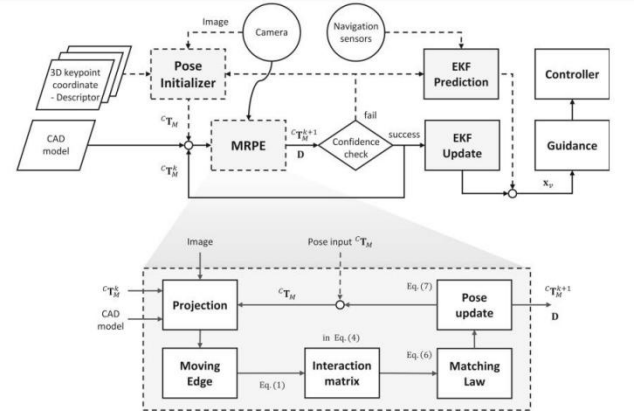 Image
Camera
Navigation
sensors
3D keypoint
coordinate
- Descriptor
Pose
Initializer
EKF
Prediction
Controller
fail
ᶜT_M
CAD
model
MRPE
ᶜT_M^{k+1}
D
Confidence
check
success
EKF
Update
Guidance
ᶜT_M^k
x_v
Image
Pose input ᶜT_M
ᶜT_M^k
CAD
model
Projection
ᶜT_M
Eq. (7)
Pose
update
ᶜT_M^{k+1}
D
in Eq. (4)
Eq. (6)
Moving
Edge
Eq. (1)
Interaction
matrix
Matching
Law